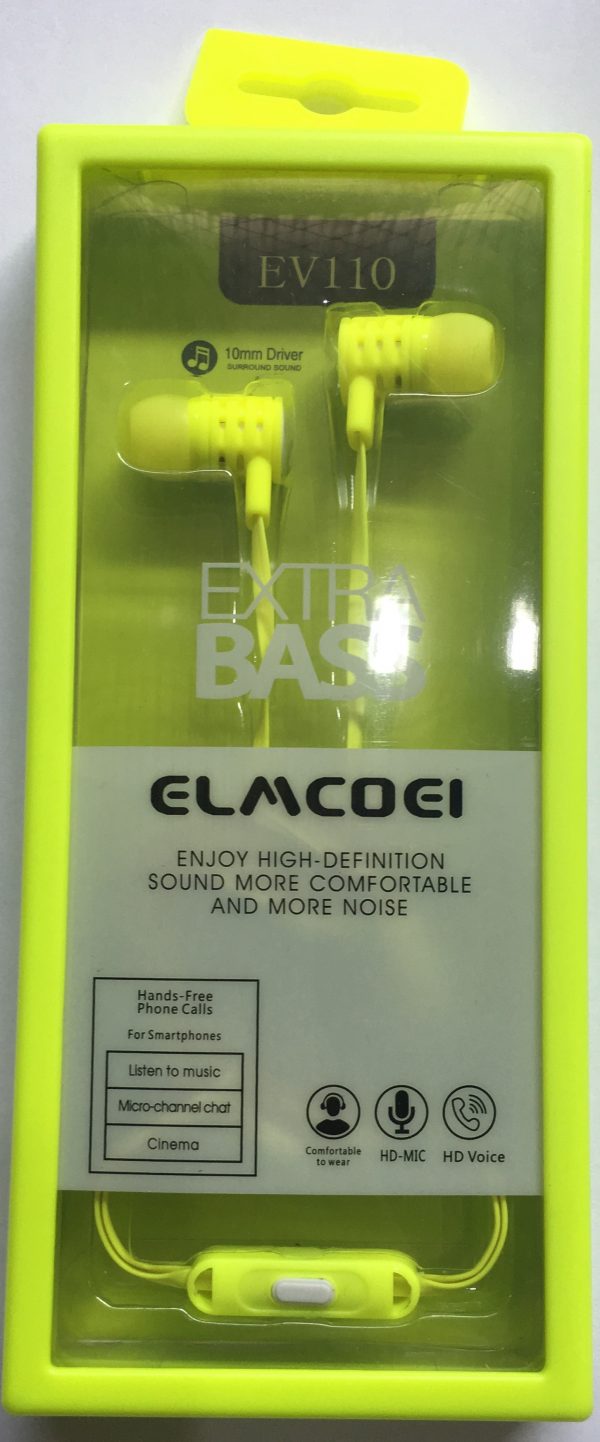 EV110
10mm Driver
SURROUND SOUND
EXTRA
BASS
ELMCOEI
ENJOY HIGH-DEFINITION
SOUND MORE COMFORTABLE
AND MORE NOISE
Hands-Free
Phone Calls
For Smartphones
Listen to music
Micro-channel chat
Cinema
Comfortable
to wear
HD-MIC
HD Voice